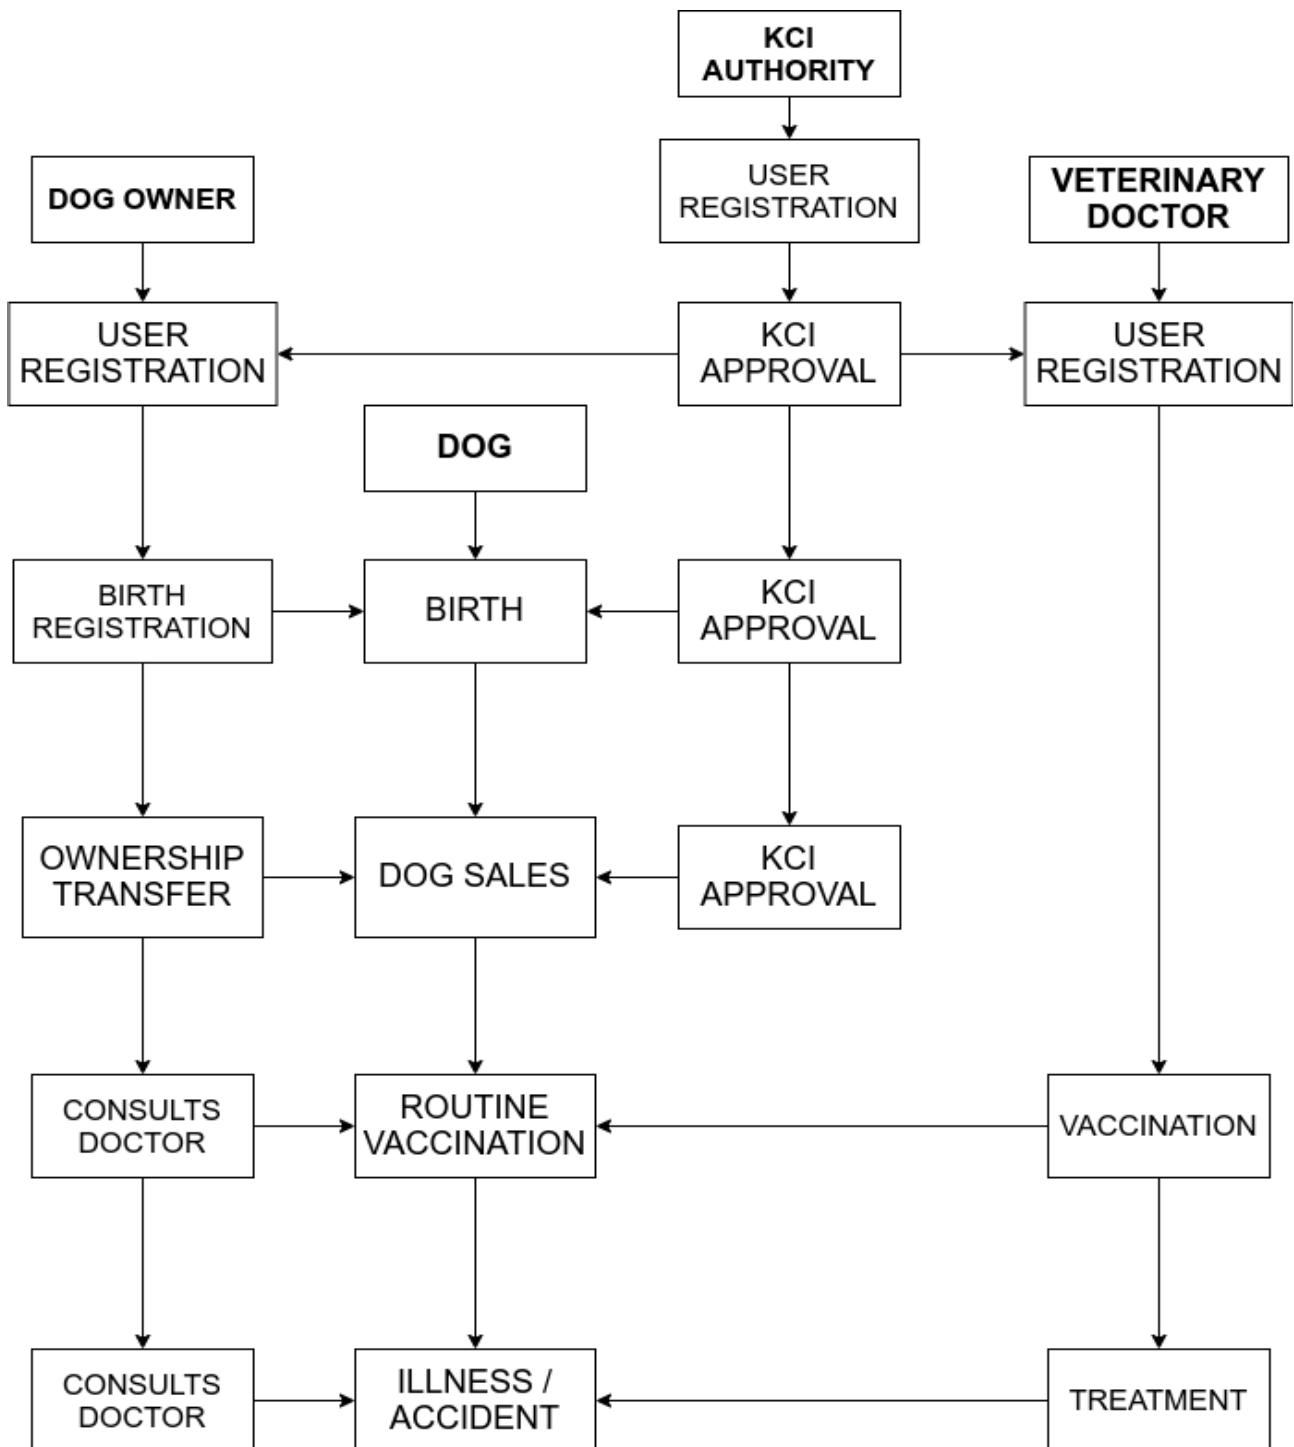 KCI
AUTHORITY
USER
REGISTRATION
DOG OWNER
VETERINARY
DOCTOR
USER
REGISTRATION
KCI
APPROVAL
USER
REGISTRATION
DOG
BIRTH
REGISTRATION
BIRTH
KCI
APPROVAL
OWNERSHIP
TRANSFER
DOG SALES
KCI
APPROVAL
CONSULTS
DOCTOR
ROUTINE
VACCINATION
VACCINATION
CONSULTS
DOCTOR
ILLNESS /
ACCIDENT
TREATMENT